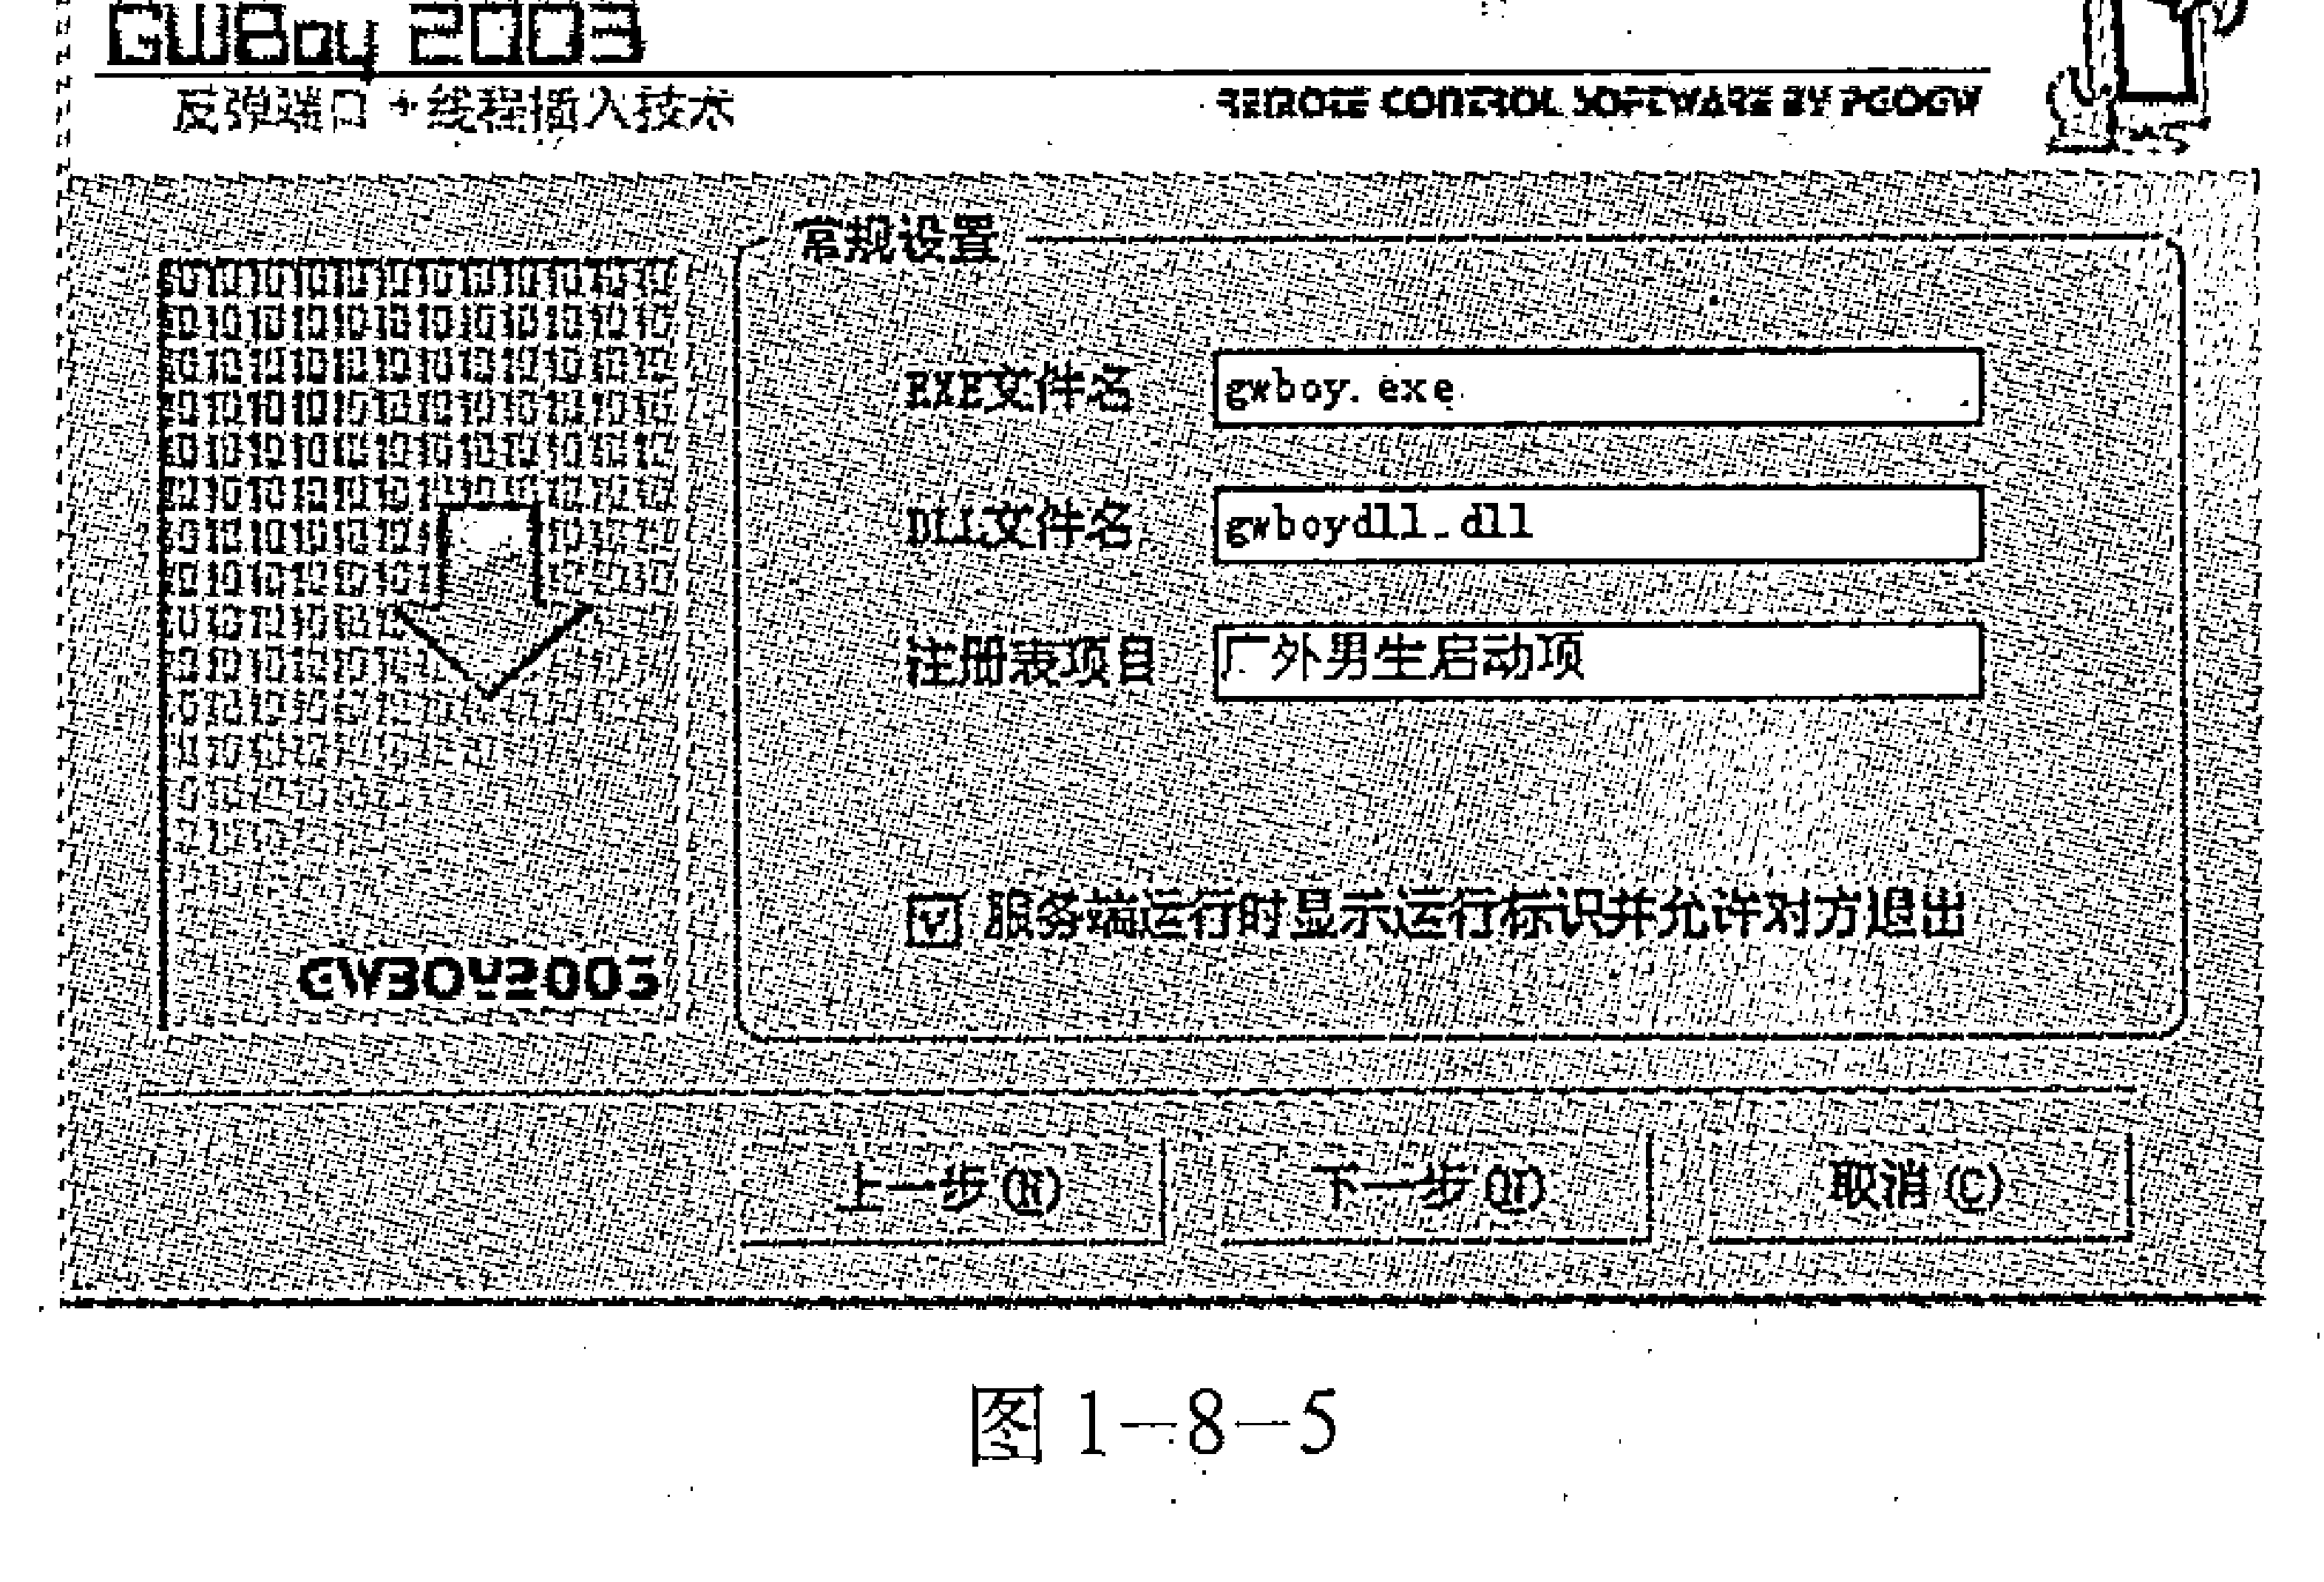 GWBoy 2003
反弹端口+线程插入技术
REMOTE CONTROL SOFTWARE BY PGOGW
常规设置
EXE文件名
gwboy.exe
DLL文件名
gwboydll.dll
注册表项目
广外男生启动项
服务端运行时显示运行标识并允许对方退出
GWBOY2003
上一步
下一步(N)
取消(C)
图 1-8-5